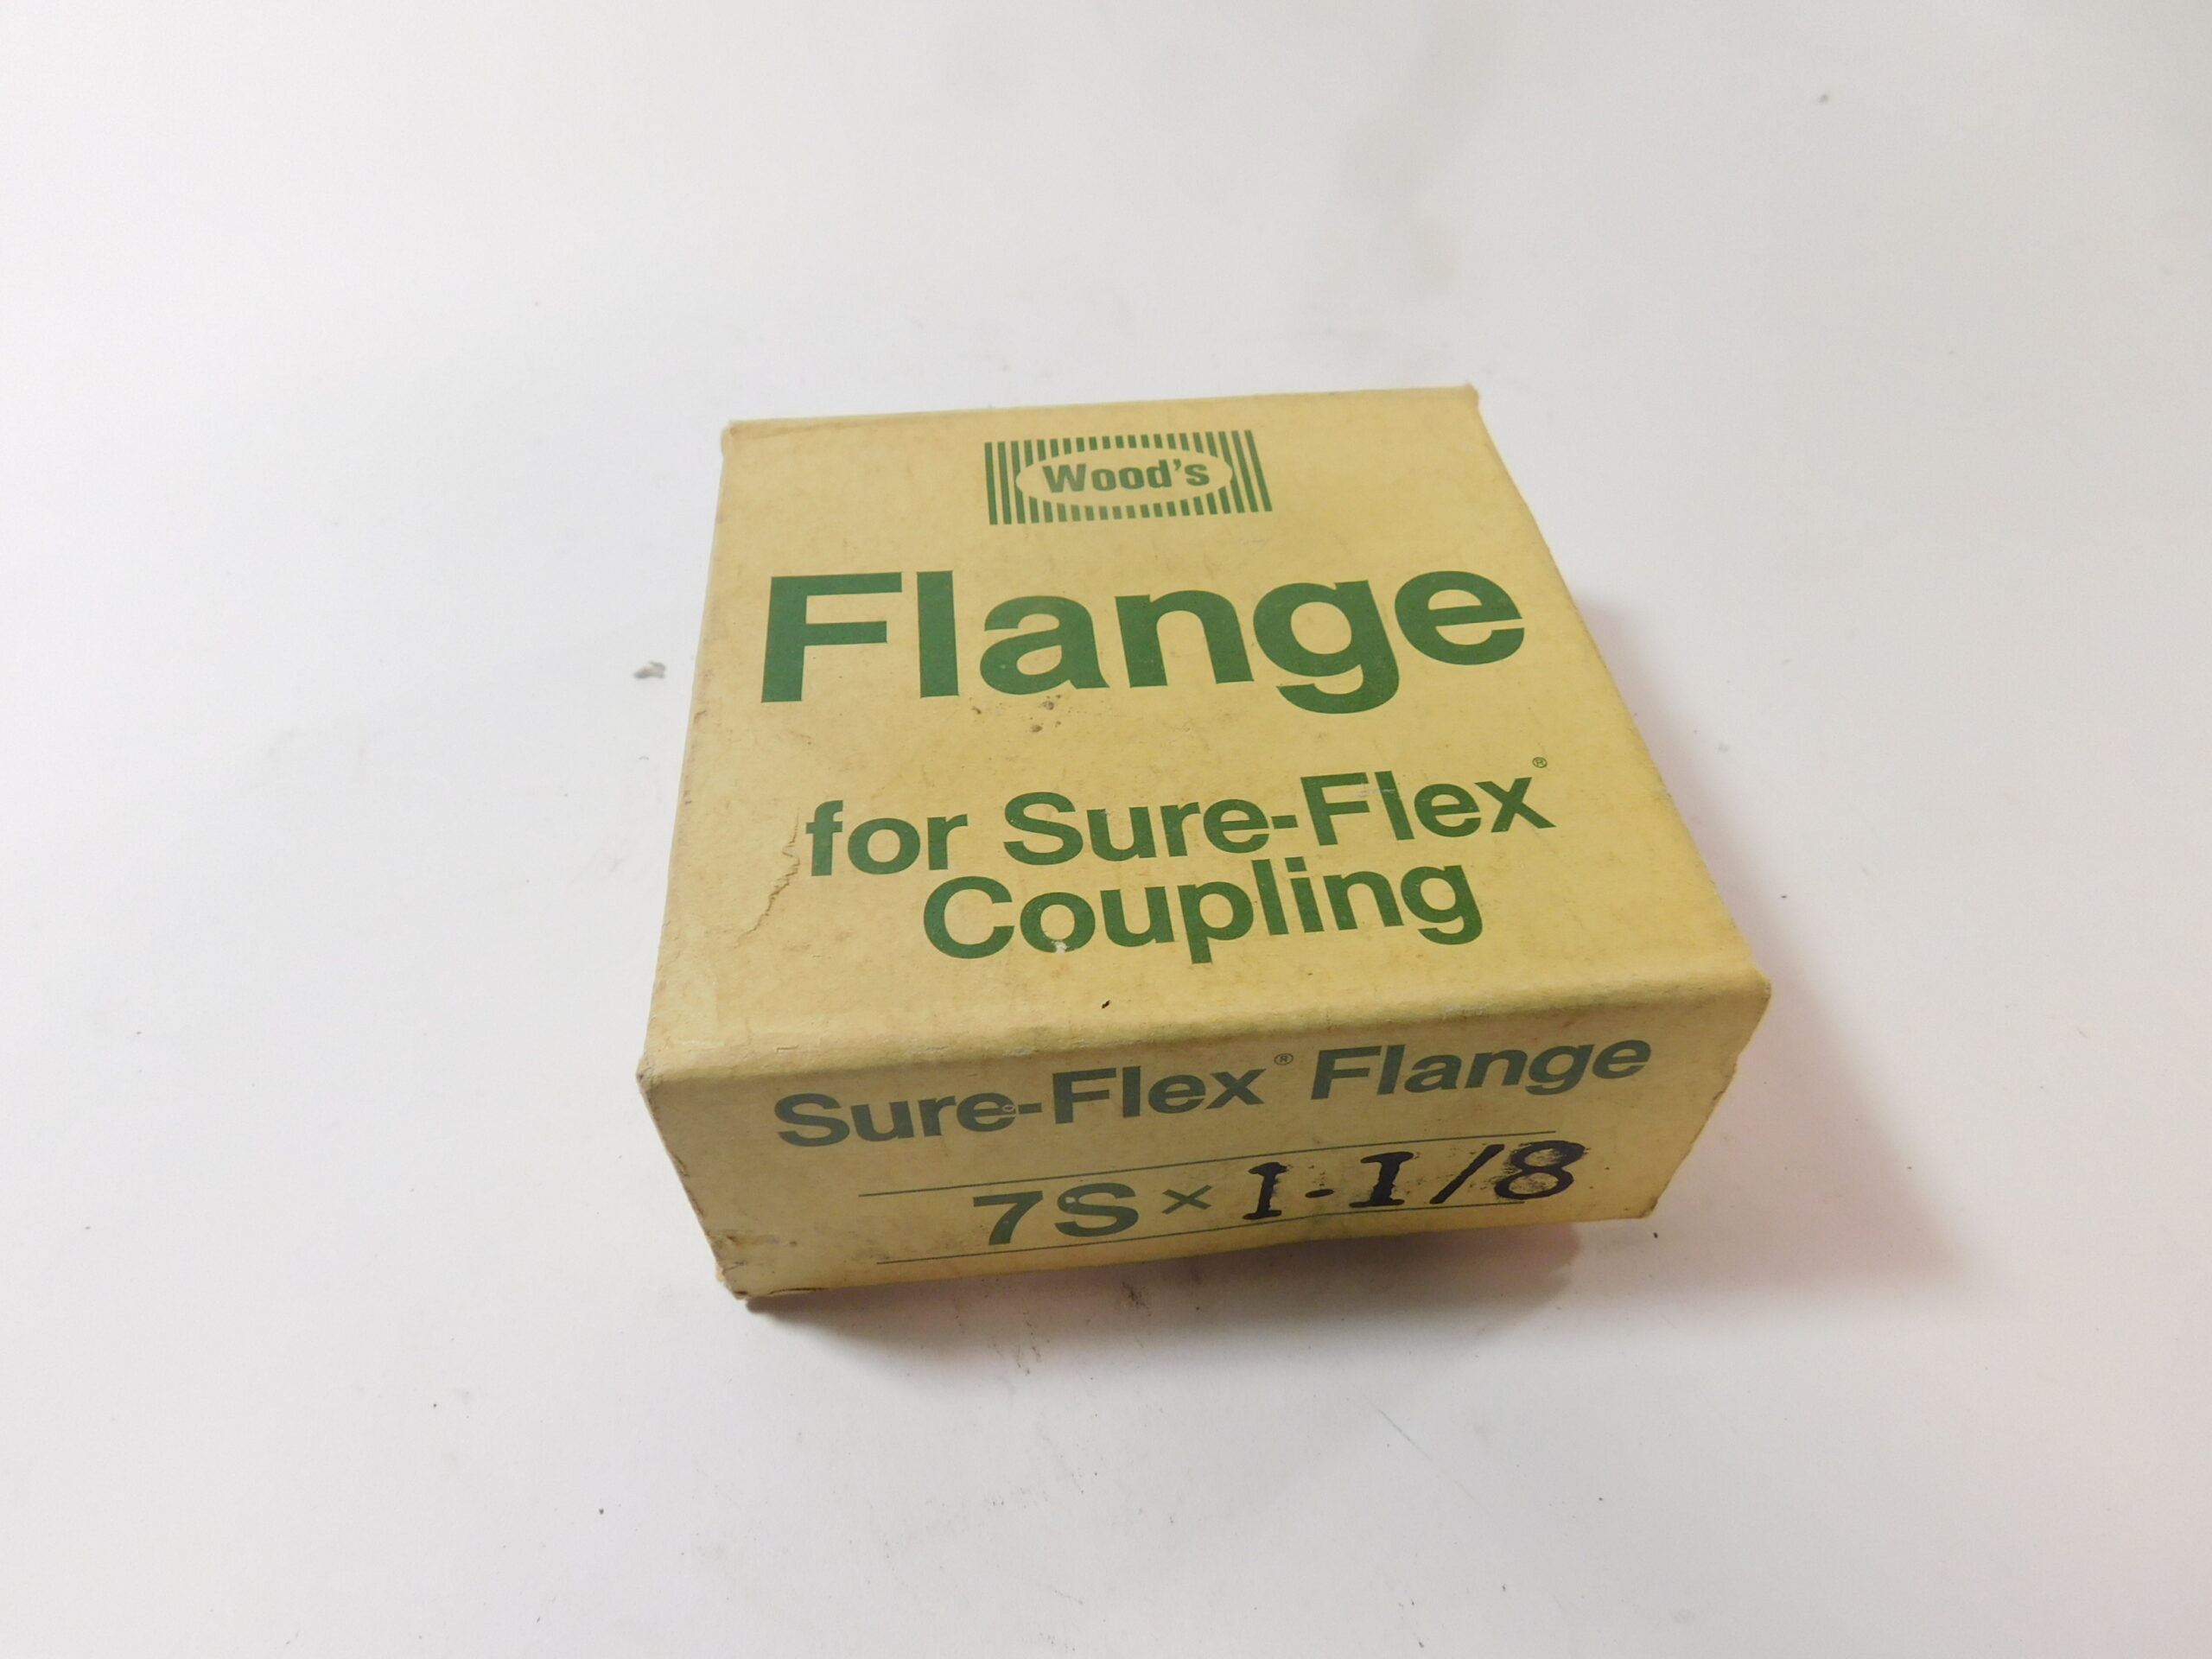 Wood's
Flange
for Sure-Flex®
Coupling
Sure-Flex® Flange
7S × 1-1/8